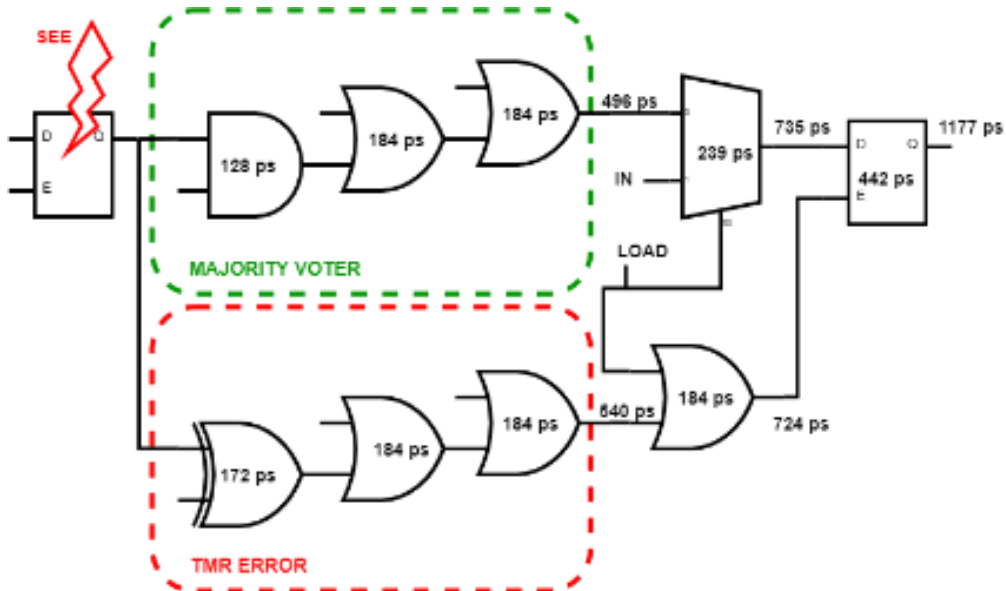 SEE
D
Q
E
128 ps
184 ps
184 ps
496 ps
MAJORITY VOTER
IN
239 ps
735 ps
LOAD
D
Q
442 ps
E
1177 ps
172 ps
184 ps
184 ps
640 ps
TMR ERROR
184 ps
724 ps